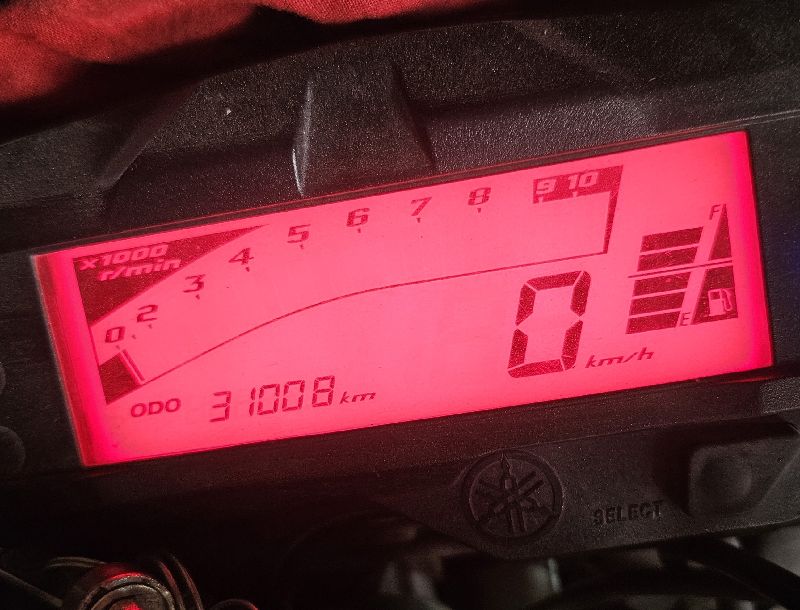 x1000
r/min
0 2 3 4 5 6 7 8 9 10
F
E
0 km/h
ODO 31008 km
SELECT